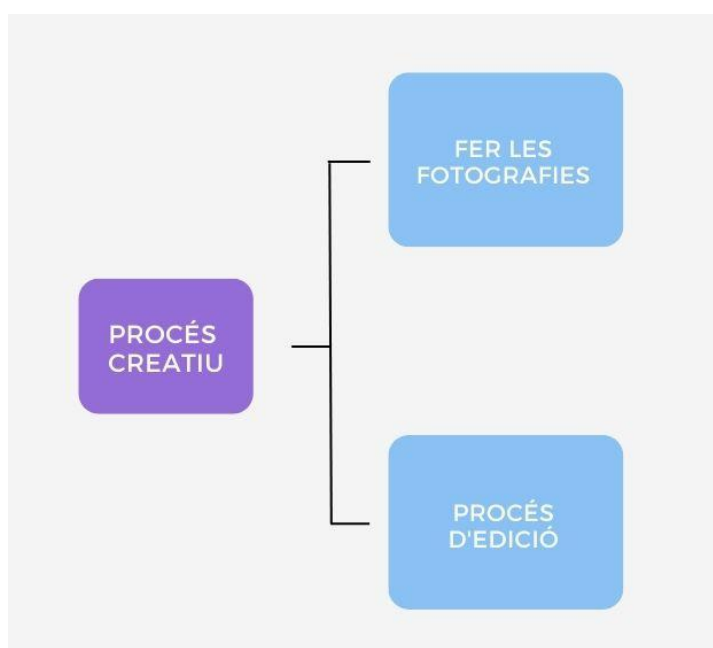 FER LES
FOTOGRAFIES
PROCÉS
CREATIU
PROCÉS
D'EDICIÓ